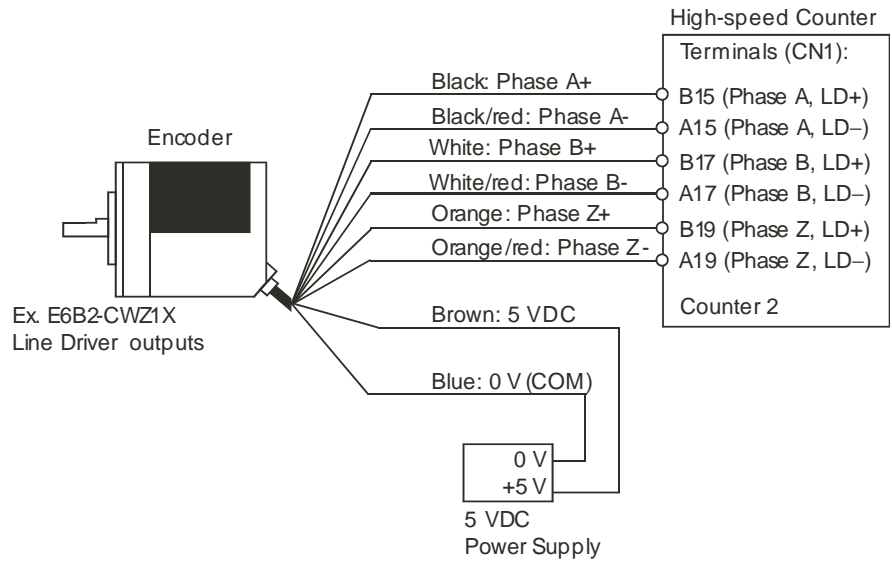 High-speed Counter
Terminals (CN1):
Black: Phase A+
B15 (Phase A, LD+)
Black/red: Phase A-
A15 (Phase A, LD–)
White: Phase B+
B17 (Phase B, LD+)
White/red: Phase B-
A17 (Phase B, LD–)
Orange: Phase Z+
B19 (Phase Z, LD+)
Orange/red: Phase Z-
A19 (Phase Z, LD–)
Counter 2
Encoder
Ex. E6B2-CWZ1X
Line Driver outputs
Brown: 5 VDC
Blue: 0 V (COM)
0 V
+5 V
5 VDC
Power Supply